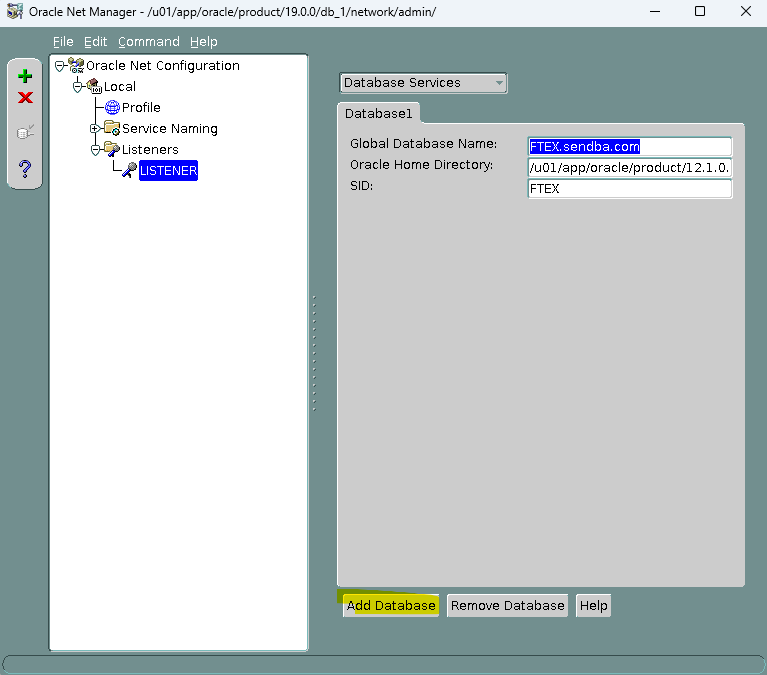 Oracle Net Manager - /u01/app/oracle/product/19.0.0/db_1/network/admin/
File Edit Command Help
Oracle Net Configuration
Local
Profile
Service Naming
Listeners
LISTENER
Database Services
Database1
Global Database Name: FTEX.sendba.com
Oracle Home Directory: /u01/app/oracle/product/12.1.0.
SID: FTEX
Add Database Remove Database Help